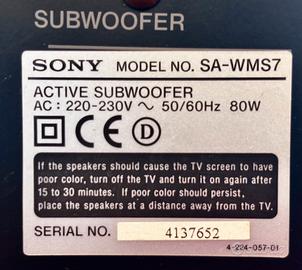 SUBWOOFER
SONY MODEL NO. SA-WMS7
ACTIVE SUBWOOFER
AC : 220-230V ~ 50/60Hz 80W
CE D
If the speakers should cause the TV screen to have
poor color, turn off the TV and turn it on again after
15 to 30 minutes. If poor color should persist,
place the speakers at a distance away from the TV.
SERIAL NO. 4137652
4-224-057-01